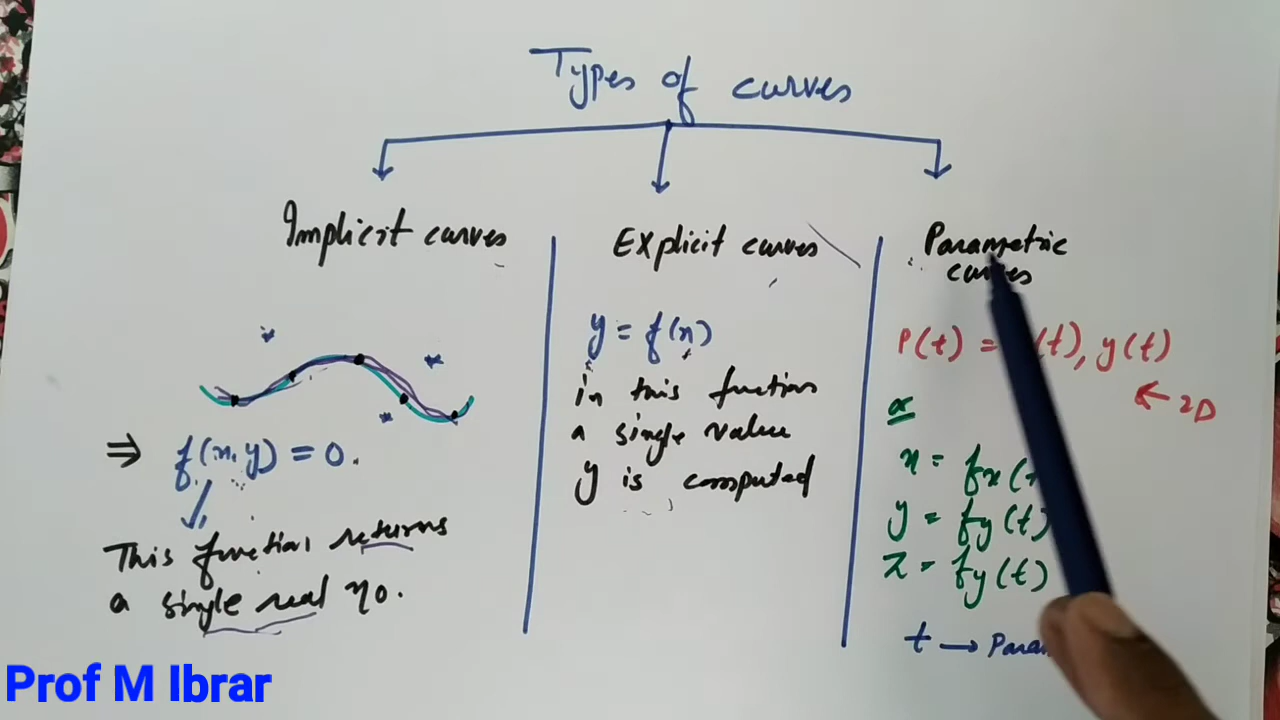 Types of curves
Implicit curves
f(x,y) = 0.
This function returns
a single real no.
Explicit curves
y = f(x)
in this function
a single value
y is computed
Parametric
curves
P(t) = (t), y(t)
← 2D
or
x = fx(
y = fy(t)
z = fy(t)
t → Para
Prof M Ibrar